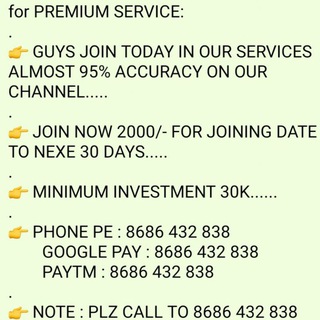 for PREMIUM SERVICE:
.
👉 GUYS JOIN TODAY IN OUR SERVICES
ALMOST 95% ACCURACY ON OUR
CHANNEL.....
.
👉 JOIN NOW 2000/- FOR JOINING DATE
TO NEXE 30 DAYS.....
.
👉 MINIMUM INVESTMENT 30K......
.
👉 PHONE PE : 8686 432 838
GOOGLE PAY : 8686 432 838
PAYTM : 8686 432 838
.
👉 NOTE : PLZ CALL TO 8686 432 838